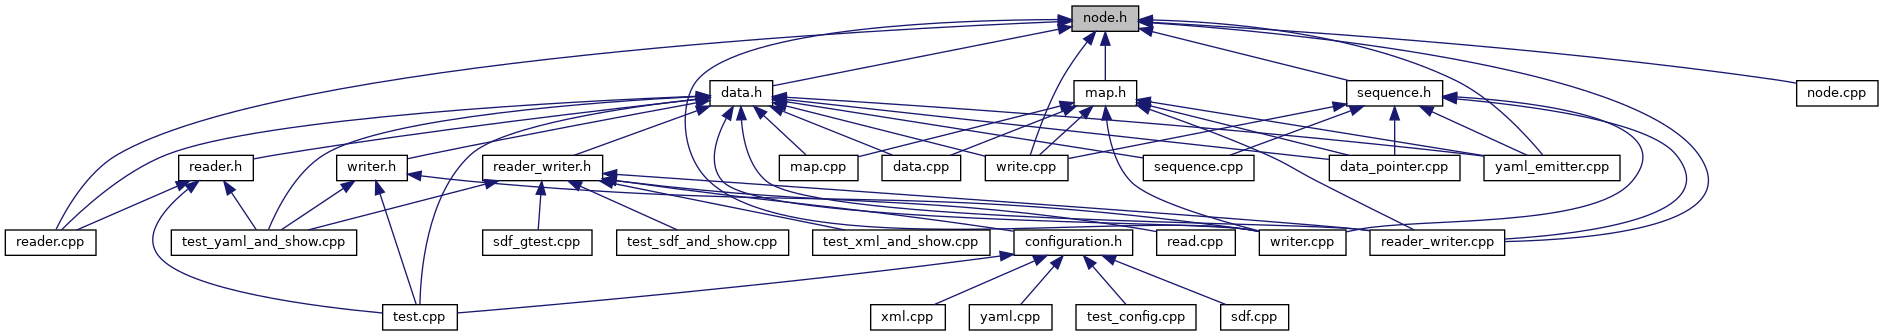 node.h
data.h
map.h
sequence.h
node.cpp
reader.h
writer.h
reader_writer.h
map.cpp
data.cpp
write.cpp
sequence.cpp
data_pointer.cpp
yaml_emitter.cpp
reader.cpp
test_yaml_and_show.cpp
sdf_gtest.cpp
test_sdf_and_show.cpp
test_xml_and_show.cpp
configuration.h
read.cpp
writer.cpp
reader_writer.cpp
test.cpp
xml.cpp
yaml.cpp
test_config.cpp
sdf.cpp